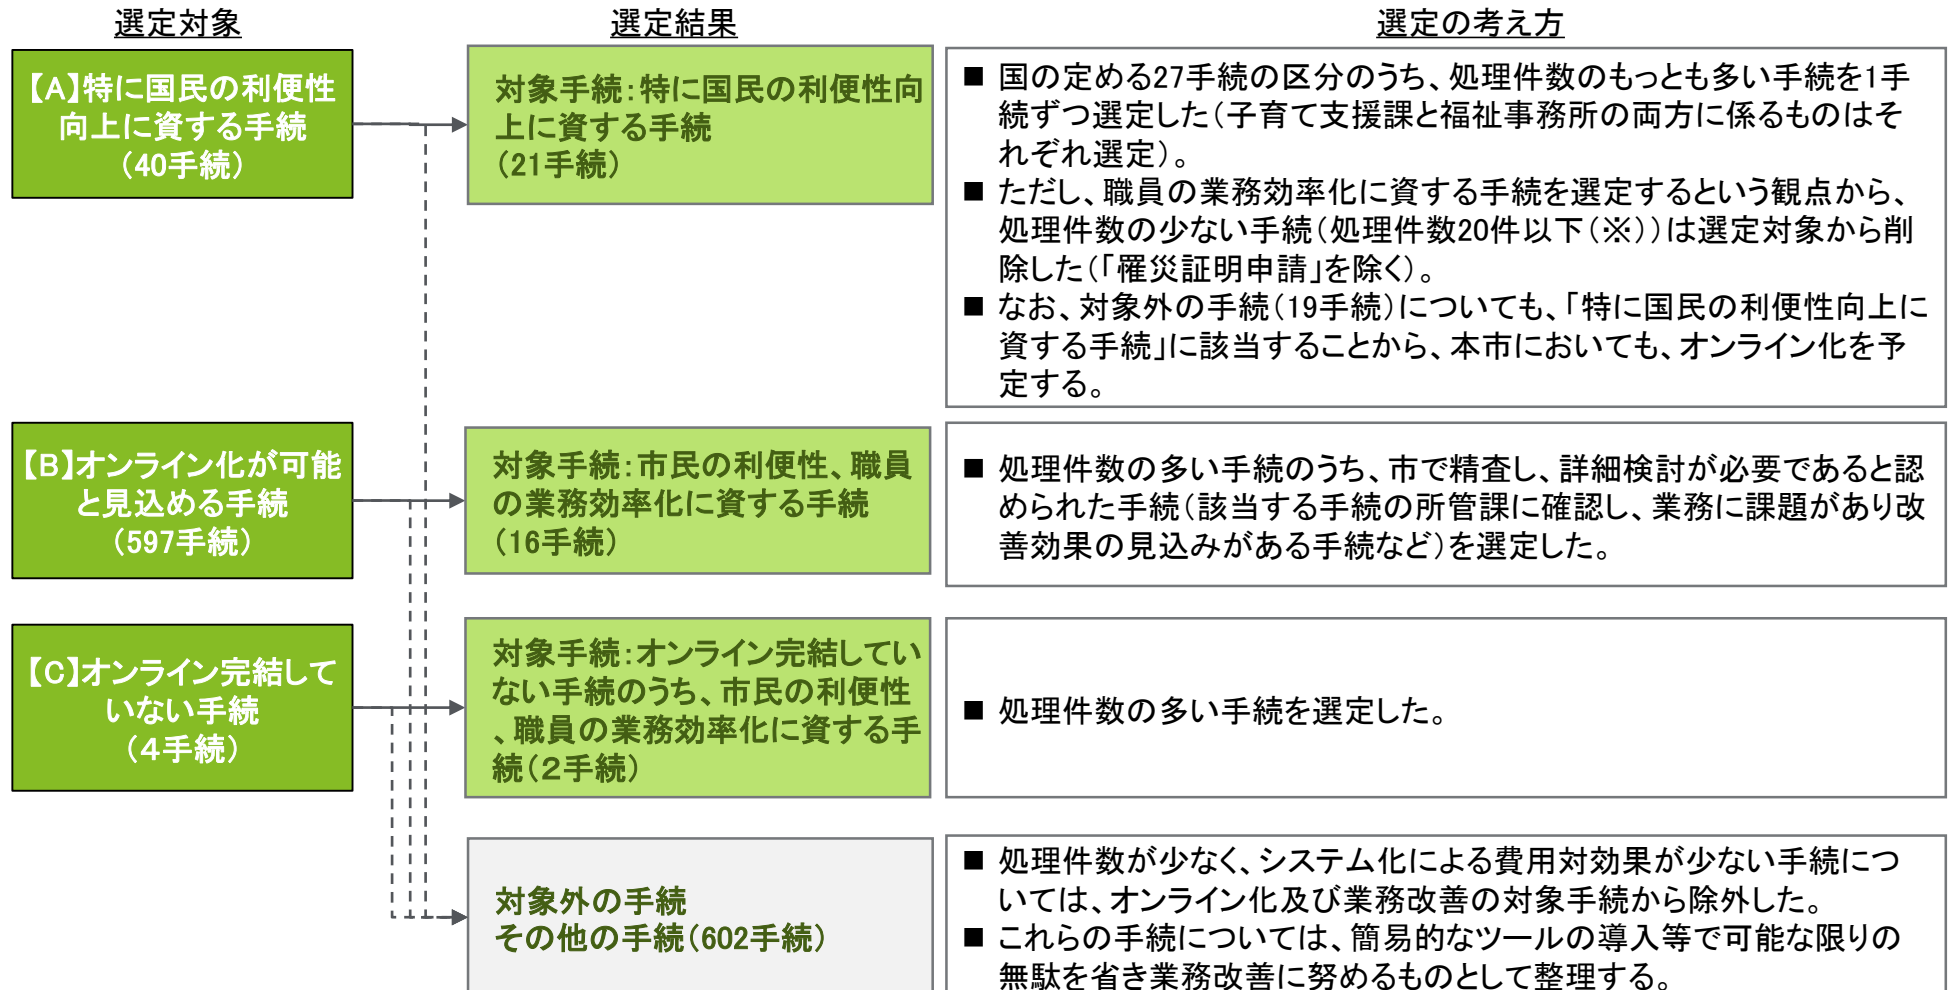 選定対象
選定結果
選定の考え方
【A】特に国民の利便性
向上に資する手続
（40手続）
対象手続：特に国民の利便性向
上に資する手続
（21手続）
■ 国の定める27手続の区分のうち、処理件数のもっとも多い手続を1手
続ずつ選定した（子育て支援課と福祉事務所の両方に係るものはそ
れぞれ選定）。
■ ただし、職員の業務効率化に資する手続を選定するという観点から、
処理件数の少ない手続（処理件数20件以下（※））は選定対象から削
除した（「罹災証明申請」を除く）。
■ なお、対象外の手続（19手続）についても、「特に国民の利便性向上に
資する手続」に該当することから、本市においても、オンライン化を予
定する。
【B】オンライン化が可能
と見込める手続
（597手続）
対象手続：市民の利便性、職員
の業務効率化に資する手続
（16手続）
■ 処理件数の多い手続のうち、市で精査し、詳細検討が必要であると認
められた手続（該当する手続の所管課に確認し、業務に課題があり改
善効果の見込みがある手続など）を選定した。
【C】オンライン完結して
いない手続
（４手続）
対象手続：オンライン完結してい
ない手続のうち、市民の利便性
、職員の業務効率化に資する手
続（２手続）
■ 処理件数の多い手続を選定した。
対象外の手続
その他の手続（602手続）
■ 処理件数が少なく、システム化による費用対効果が少ない手続につ
いては、オンライン化及び業務改善の対象手続から除外した。
■ これらの手続については、簡易的なツールの導入等で可能な限りの
無駄を省き業務改善に努めるものとして整理する。